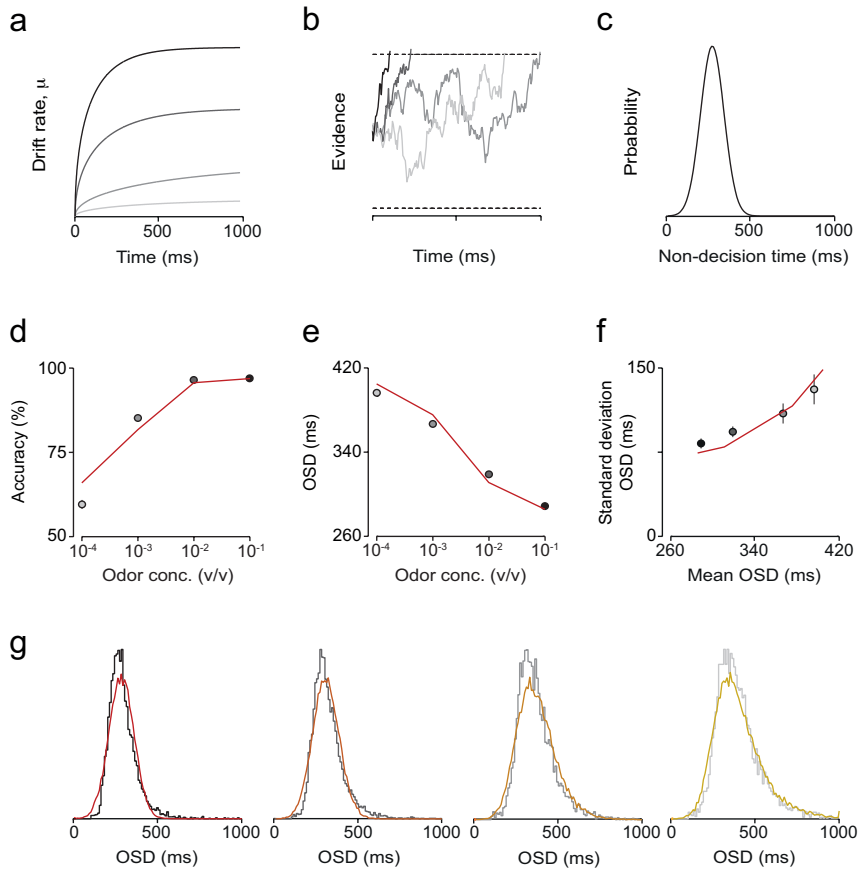 a
Drift rate, μ
0
500
1000
Time (ms)
b
Evidence
Time (ms)
c
Prbabbility
0
500
1000
Non-decision time (ms)
d
Accuracy (%)
100
75
50
10⁻⁴
10⁻³
10⁻²
10⁻¹
Odor conc. (v/v)
e
OSD (ms)
420
340
260
10⁻⁴
10⁻³
10⁻²
10⁻¹
Odor conc. (v/v)
f
Standard deviation
OSD (ms)
150
0
260
340
420
Mean OSD (ms)
g
0
500
1000
OSD (ms)
0
500
1000
OSD (ms)
0
500
1000
OSD (ms)
0
500
1000
OSD (ms)